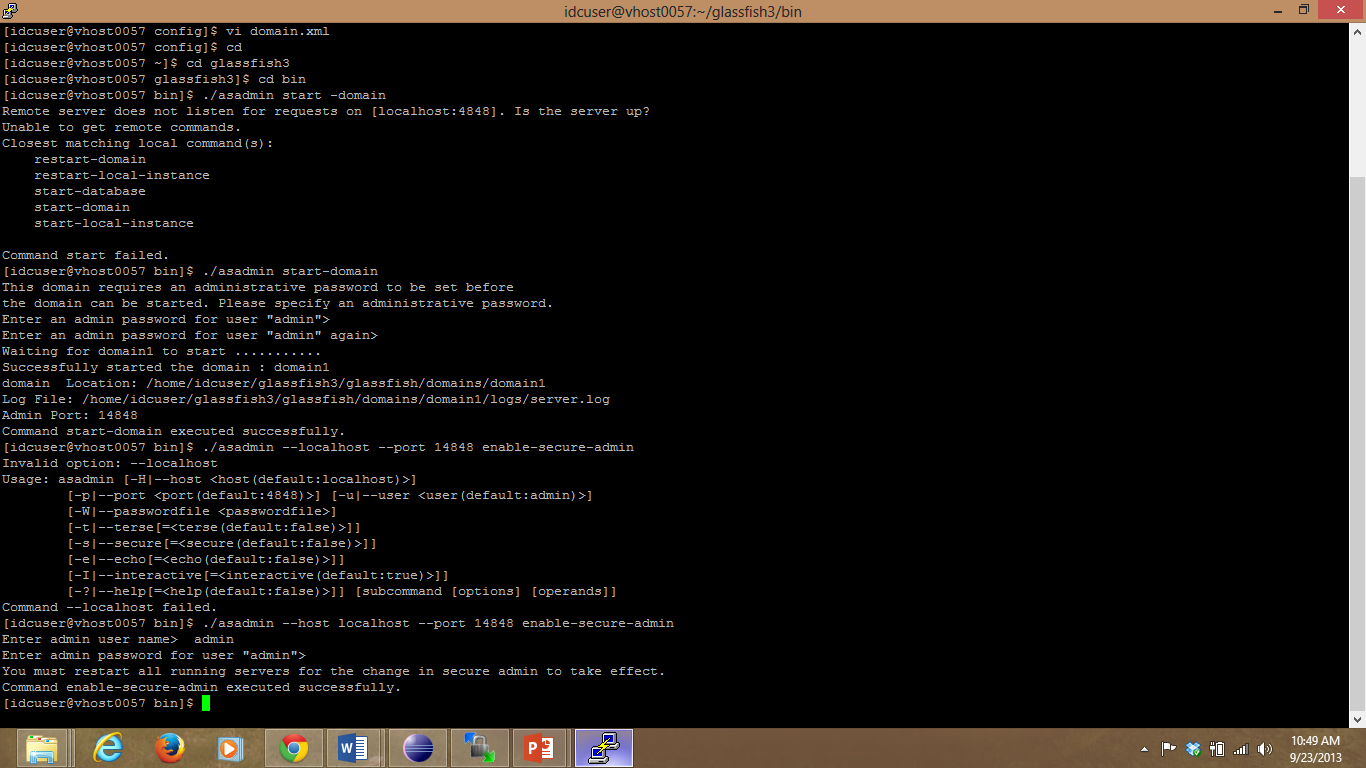 idcuser@vhost0057:~/glassfish3/bin
[idcuser@vhost0057 config]$ vi domain.xml
[idcuser@vhost0057 config]$ cd
[idcuser@vhost0057 ~]$ cd glassfish3
[idcuser@vhost0057 glassfish3]$ cd bin
[idcuser@vhost0057 bin]$ ./asadmin start -domain
Remote server does not listen for requests on [localhost:4848]. Is the server up?
Unable to get remote commands.
Closest matching local command(s):
    restart-domain
    restart-local-instance
    start-database
    start-domain
    start-local-instance

Command start failed.
[idcuser@vhost0057 bin]$ ./asadmin start-domain
This domain requires an administrative password to be set before
the domain can be started. Please specify an administrative password.
Enter an admin password for user "admin">
Enter an admin password for user "admin" again>
Waiting for domain1 to start ...........
Successfully started the domain : domain1
domain  Location: /home/idcuser/glassfish3/glassfish/domains/domain1
Log File: /home/idcuser/glassfish3/glassfish/domains/domain1/logs/server.log
Admin Port: 14848
Command start-domain executed successfully.
[idcuser@vhost0057 bin]$ ./asadmin --localhost --port 14848 enable-secure-admin
Invalid option: --localhost
Usage: asadmin [-H|--host <host(default:localhost)>]
        [-p|--port <port(default:4848)>] [-u|--user <user(default:admin)>]
        [-W|--passwordfile <passwordfile>]
        [-t|--terse[=<terse(default:false)>]]
        [-s|--secure[=<secure(default:false)>]]
        [-e|--echo[=<echo(default:false)>]]
        [-I|--interactive[=<interactive(default:true)>]]
        [-?|--help[=<help(default:false)>]] [subcommand [options] [operands]]
Command --localhost failed.
[idcuser@vhost0057 bin]$ ./asadmin --host localhost --port 14848 enable-secure-admin
Enter admin user name>  admin
Enter admin password for user "admin">
You must restart all running servers for the change in secure admin to take effect.
Command enable-secure-admin executed successfully.
[idcuser@vhost0057 bin]$
10:49 AM
9/23/2013